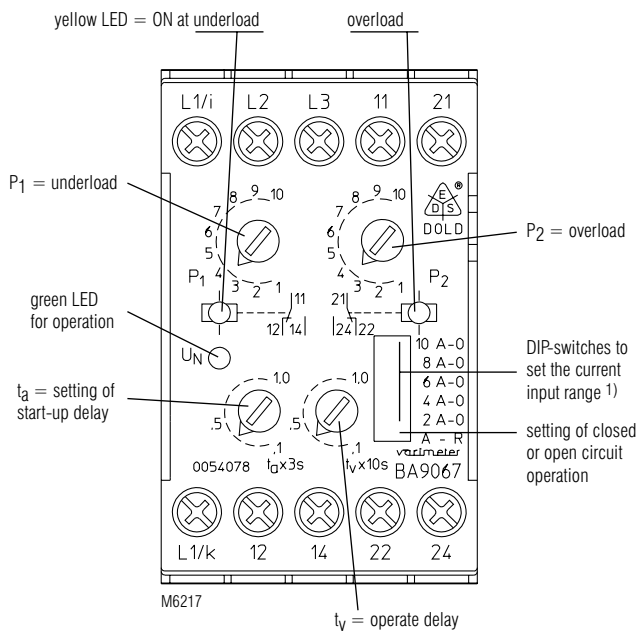 yellow LED = ON at underload
overload
L1/i L2 L3 11 21
P1 = underload
10 9 8 7 6 5 4 3 2 1
10 9 8 7 6 5 4 3 2 1
E D S ®
DOLD
P2 = overload
P1
P2
green LED
for operation
11
12 14
21
24 22
UN
10 A-0
8 A-0
6 A-0
4 A-0
2 A-0
A - R
DIP-switches to
set the current
input range 1)
ta = setting of
start-up delay
1,0
.5
.1
1,0
.5
.1
setting of closed
or open circuit
operation
varimeter
0054078 tax3s tvx10s BA9067
L1/k 12 14 22 24
M6217
tv = operate delay